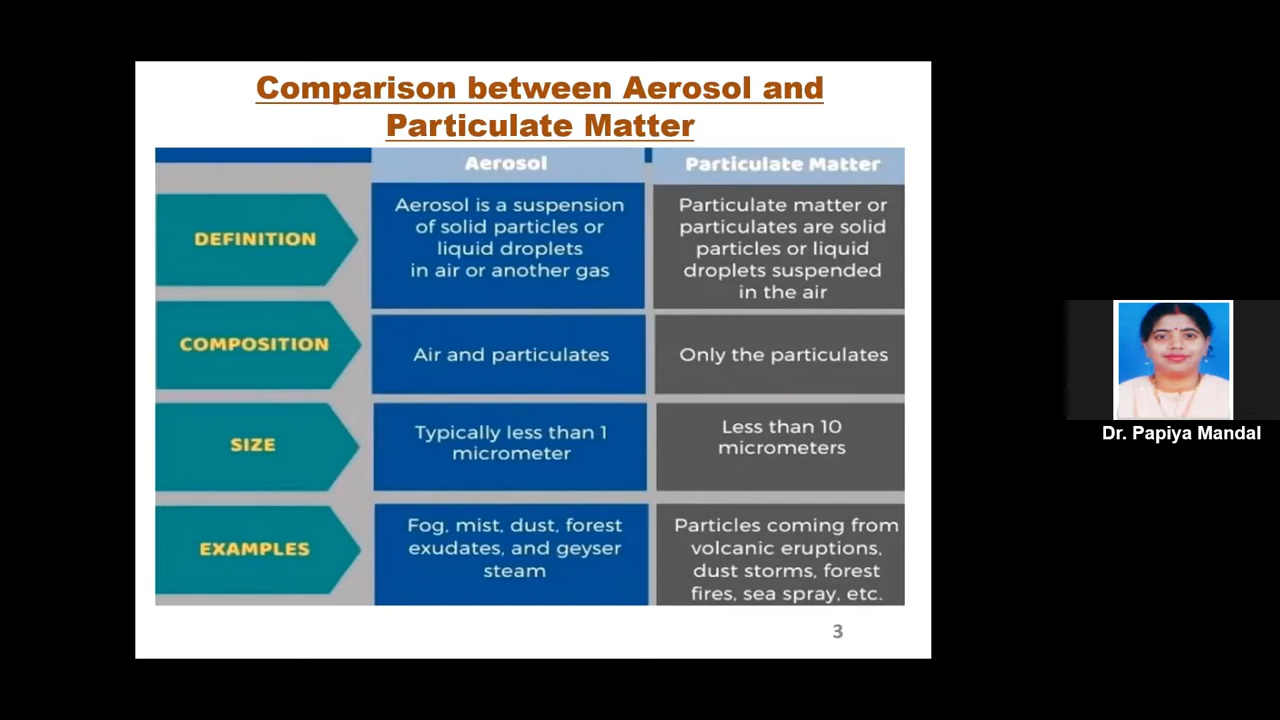 Comparison between Aerosol and
Particulate Matter
Aerosol
Particulate Matter
DEFINITION
Aerosol is a suspension
of solid particles or
liquid droplets
in air or another gas
Particulate matter or
particulates are solid
particles or liquid
droplets suspended
in the air
COMPOSITION
Air and particulates
Only the particulates
SIZE
Typically less than 1
micrometer
Less than 10
micrometers
EXAMPLES
Fog, mist, dust, forest
exudates, and geyser
steam
Particles coming from
volcanic eruptions,
dust storms, forest
fires, sea spray, etc.
3
Dr. Papiya Mandal